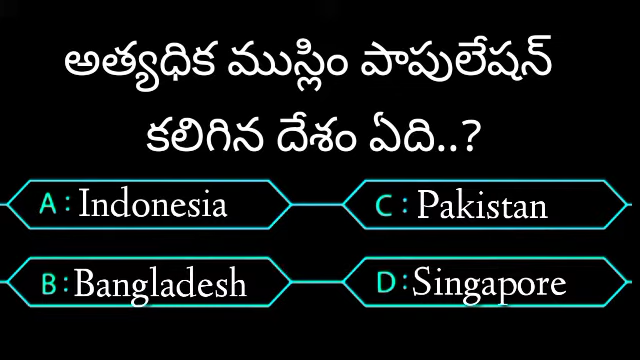 అత్యధిక ముస్లిం పాపులేషన్
కలిగిన దేశం ఏది..?
A: Indonesia
C: Pakistan
B: Bangladesh
D: Singapore